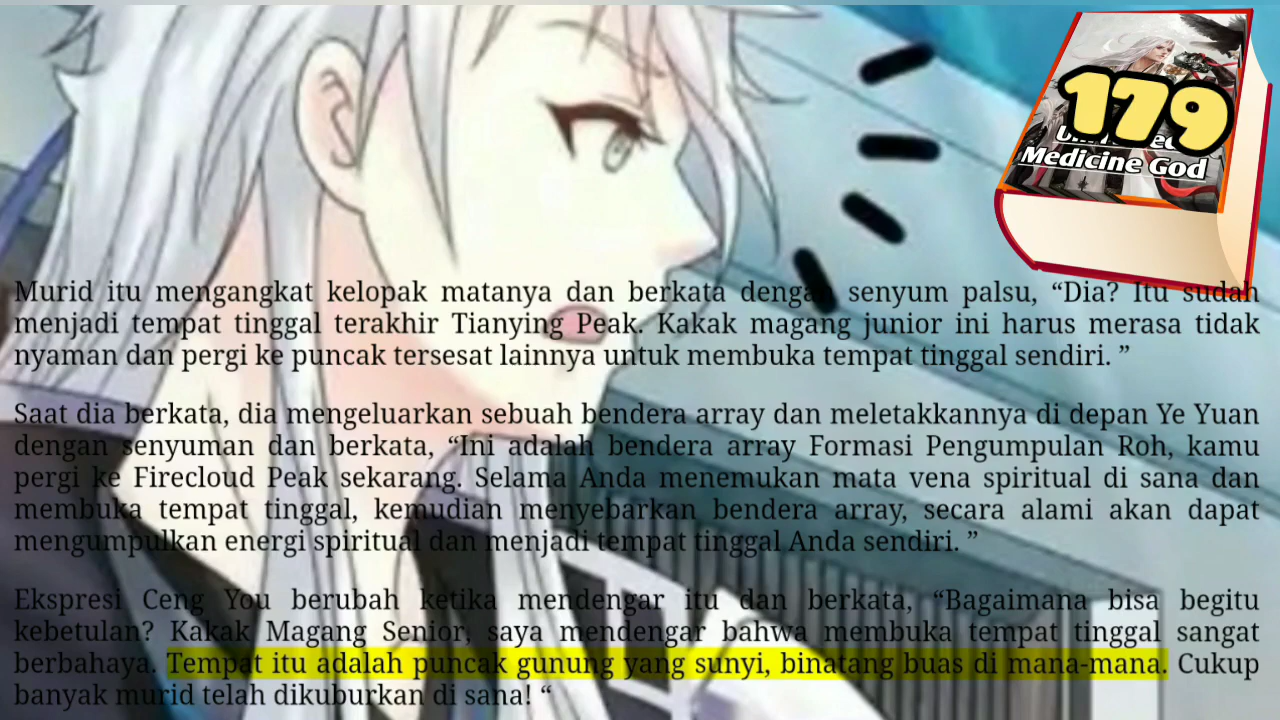 179
Medicine God
Murid itu mengangkat kelopak matanya dan berkata dengan senyum palsu, “Dia? Itu sudah
menjadi tempat tinggal terakhir Tianying Peak. Kakak magang junior ini harus merasa tidak
nyaman dan pergi ke puncak tersesat lainnya untuk membuka tempat tinggal sendiri. ”
Saat dia berkata, dia mengeluarkan sebuah bendera array dan meletakkannya di depan Ye Yuan
dengan senyuman dan berkata, “Ini adalah bendera array Formasi Pengumpulan Roh, kamu
pergi ke Firecloud Peak sekarang. Selama Anda menemukan mata vena spiritual di sana dan
membuka tempat tinggal, kemudian menyebarkan bendera array, secara alami akan dapat
mengumpulkan energi spiritual dan menjadi tempat tinggal Anda sendiri. ”
Ekspresi Ceng You berubah ketika mendengar itu dan berkata, “Bagaimana bisa begitu
kebetulan? Kakak Magang Senior, saya mendengar bahwa membuka tempat tinggal sangat
berbahaya. Tempat itu adalah puncak gunung yang sunyi, binatang buas di mana-mana. Cukup
banyak murid telah dikuburkan di sana! “